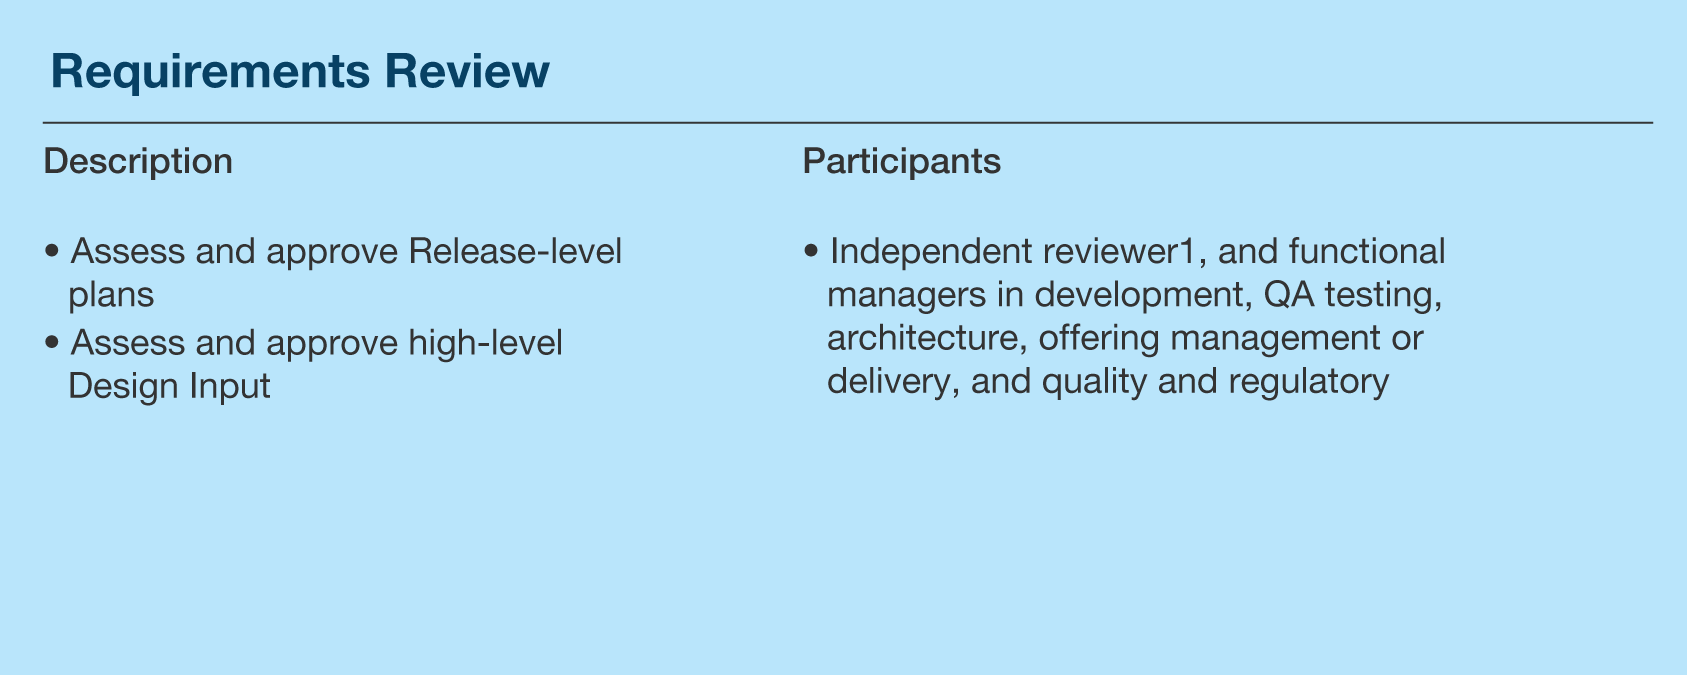 Requirements Review
Description
• Assess and approve Release-level
plans
• Assess and approve high-level
Design Input
Participants
• Independent reviewer1, and functional
managers in development, QA testing,
architecture, offering management or
delivery, and quality and regulatory